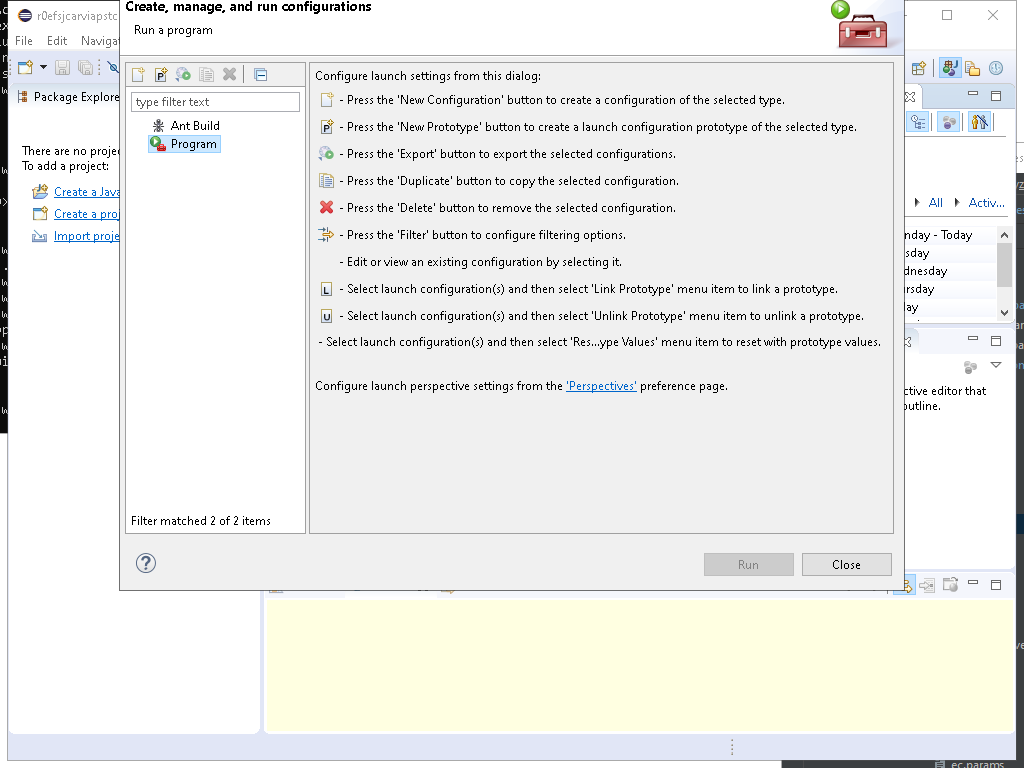 Create, manage, and run configurations
Run a program
r0efsjcarviapstc
File Edit Navigat
Package Explore
type filter text
Ant Build
Program
Filter matched 2 of 2 items
There are no projec
To add a project:
Create a Java
Create a proj
Import proje
Configure launch settings from this dialog:
- Press the 'New Configuration' button to create a configuration of the selected type.
- Press the 'New Prototype' button to create a launch configuration prototype of the selected type.
- Press the 'Export' button to export the selected configurations.
- Press the 'Duplicate' button to copy the selected configuration.
- Press the 'Delete' button to remove the selected configuration.
- Press the 'Filter' button to configure filtering options.
- Edit or view an existing configuration by selecting it.
L - Select launch configuration(s) and then select 'Link Prototype' menu item to link a prototype.
U - Select launch configuration(s) and then select 'Unlink Prototype' menu item to unlink a prototype.
- Select launch configuration(s) and then select 'Res...ype Values' menu item to reset with prototype values.
Configure launch perspective settings from the 'Perspectives' preference page.
Run
Close
All Activ...
nday - Today
sday
dnesday
rsday
ay
ctive editor that
outline.
ec.params